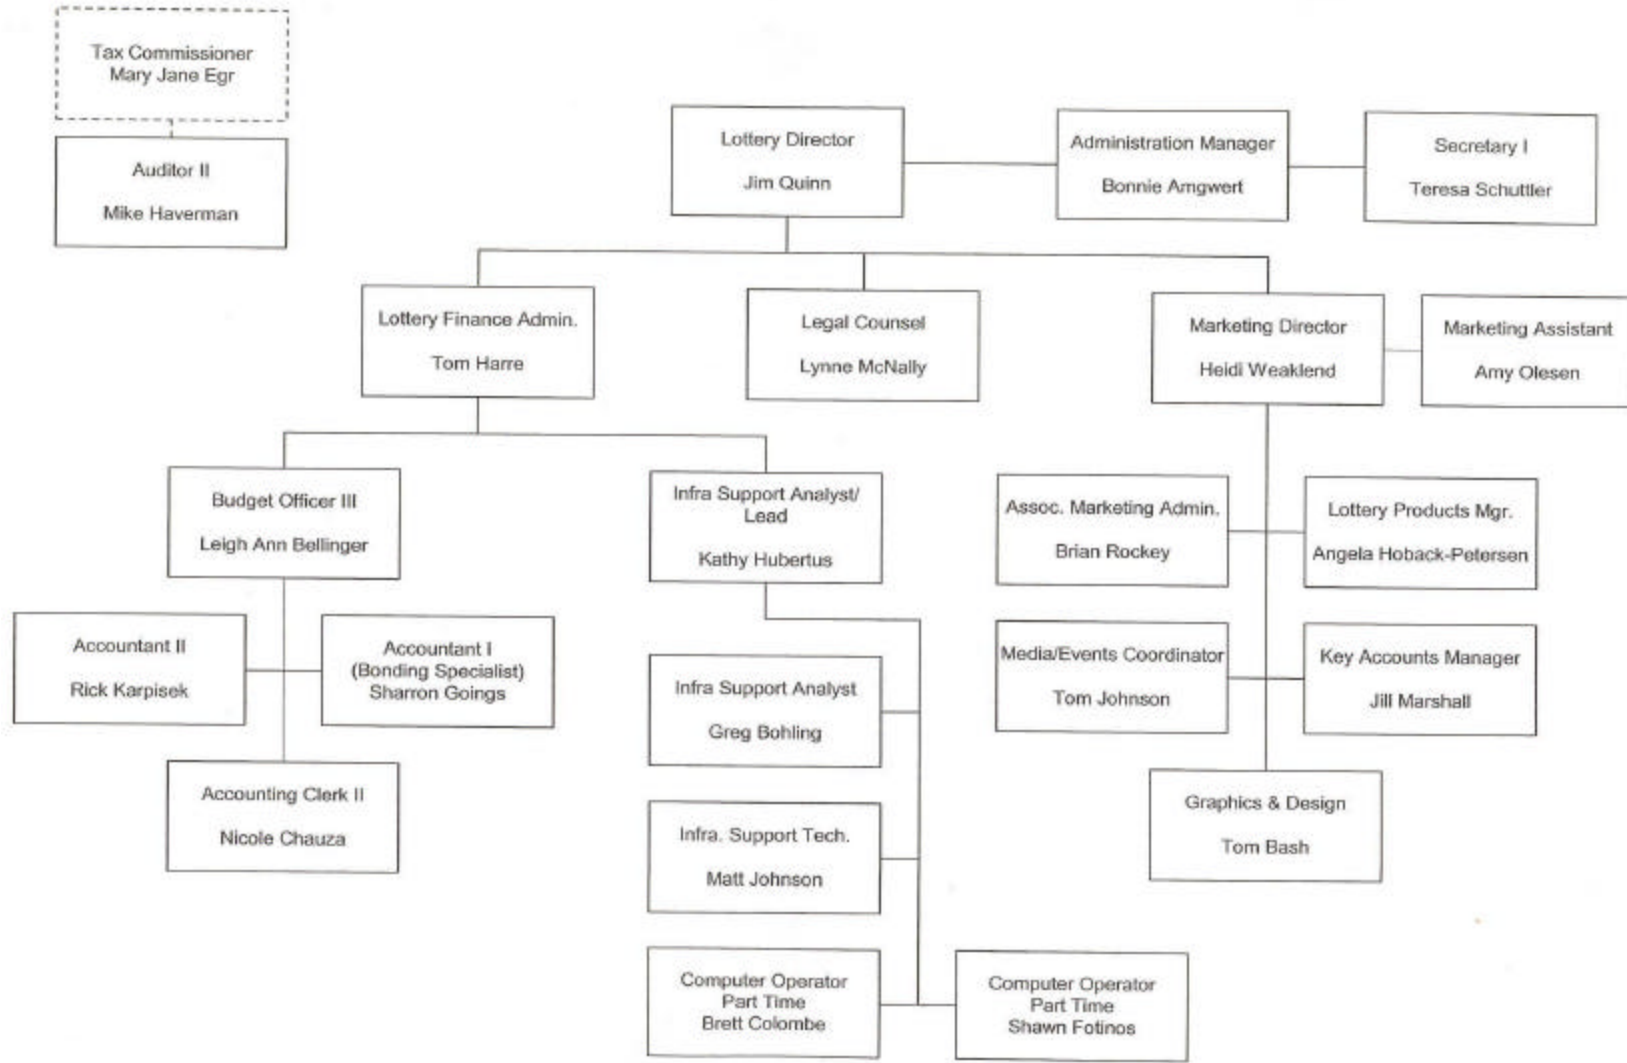 Tax Commissioner
Mary Jane Egr
Auditor II
Mike Haverman
Lottery Director
Jim Quinn
Administration Manager
Bonnie Amgwert
Secretary I
Teresa Schuttler
Lottery Finance Admin.
Tom Harre
Legal Counsel
Lynne McNally
Marketing Director
Heidi Weaklend
Marketing Assistant
Amy Olesen
Budget Officer III
Leigh Ann Bellinger
Infra Support Analyst/
Lead
Kathy Hubertus
Assoc. Marketing Admin.
Brian Rockey
Lottery Products Mgr.
Angela Hoback-Petersen
Accountant II
Rick Karpisek
Accountant I
(Bonding Specialist)
Sharron Goings
Infra Support Analyst
Greg Bohling
Media/Events Coordinator
Tom Johnson
Key Accounts Manager
Jill Marshall
Accounting Clerk II
Nicole Chauza
Infra. Support Tech.
Matt Johnson
Graphics & Design
Tom Bash
Computer Operator
Part Time
Brett Colombe
Computer Operator
Part Time
Shawn Fotinos